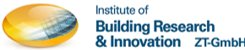 Institute of
Building Research
& Innovation ZT-GmbH